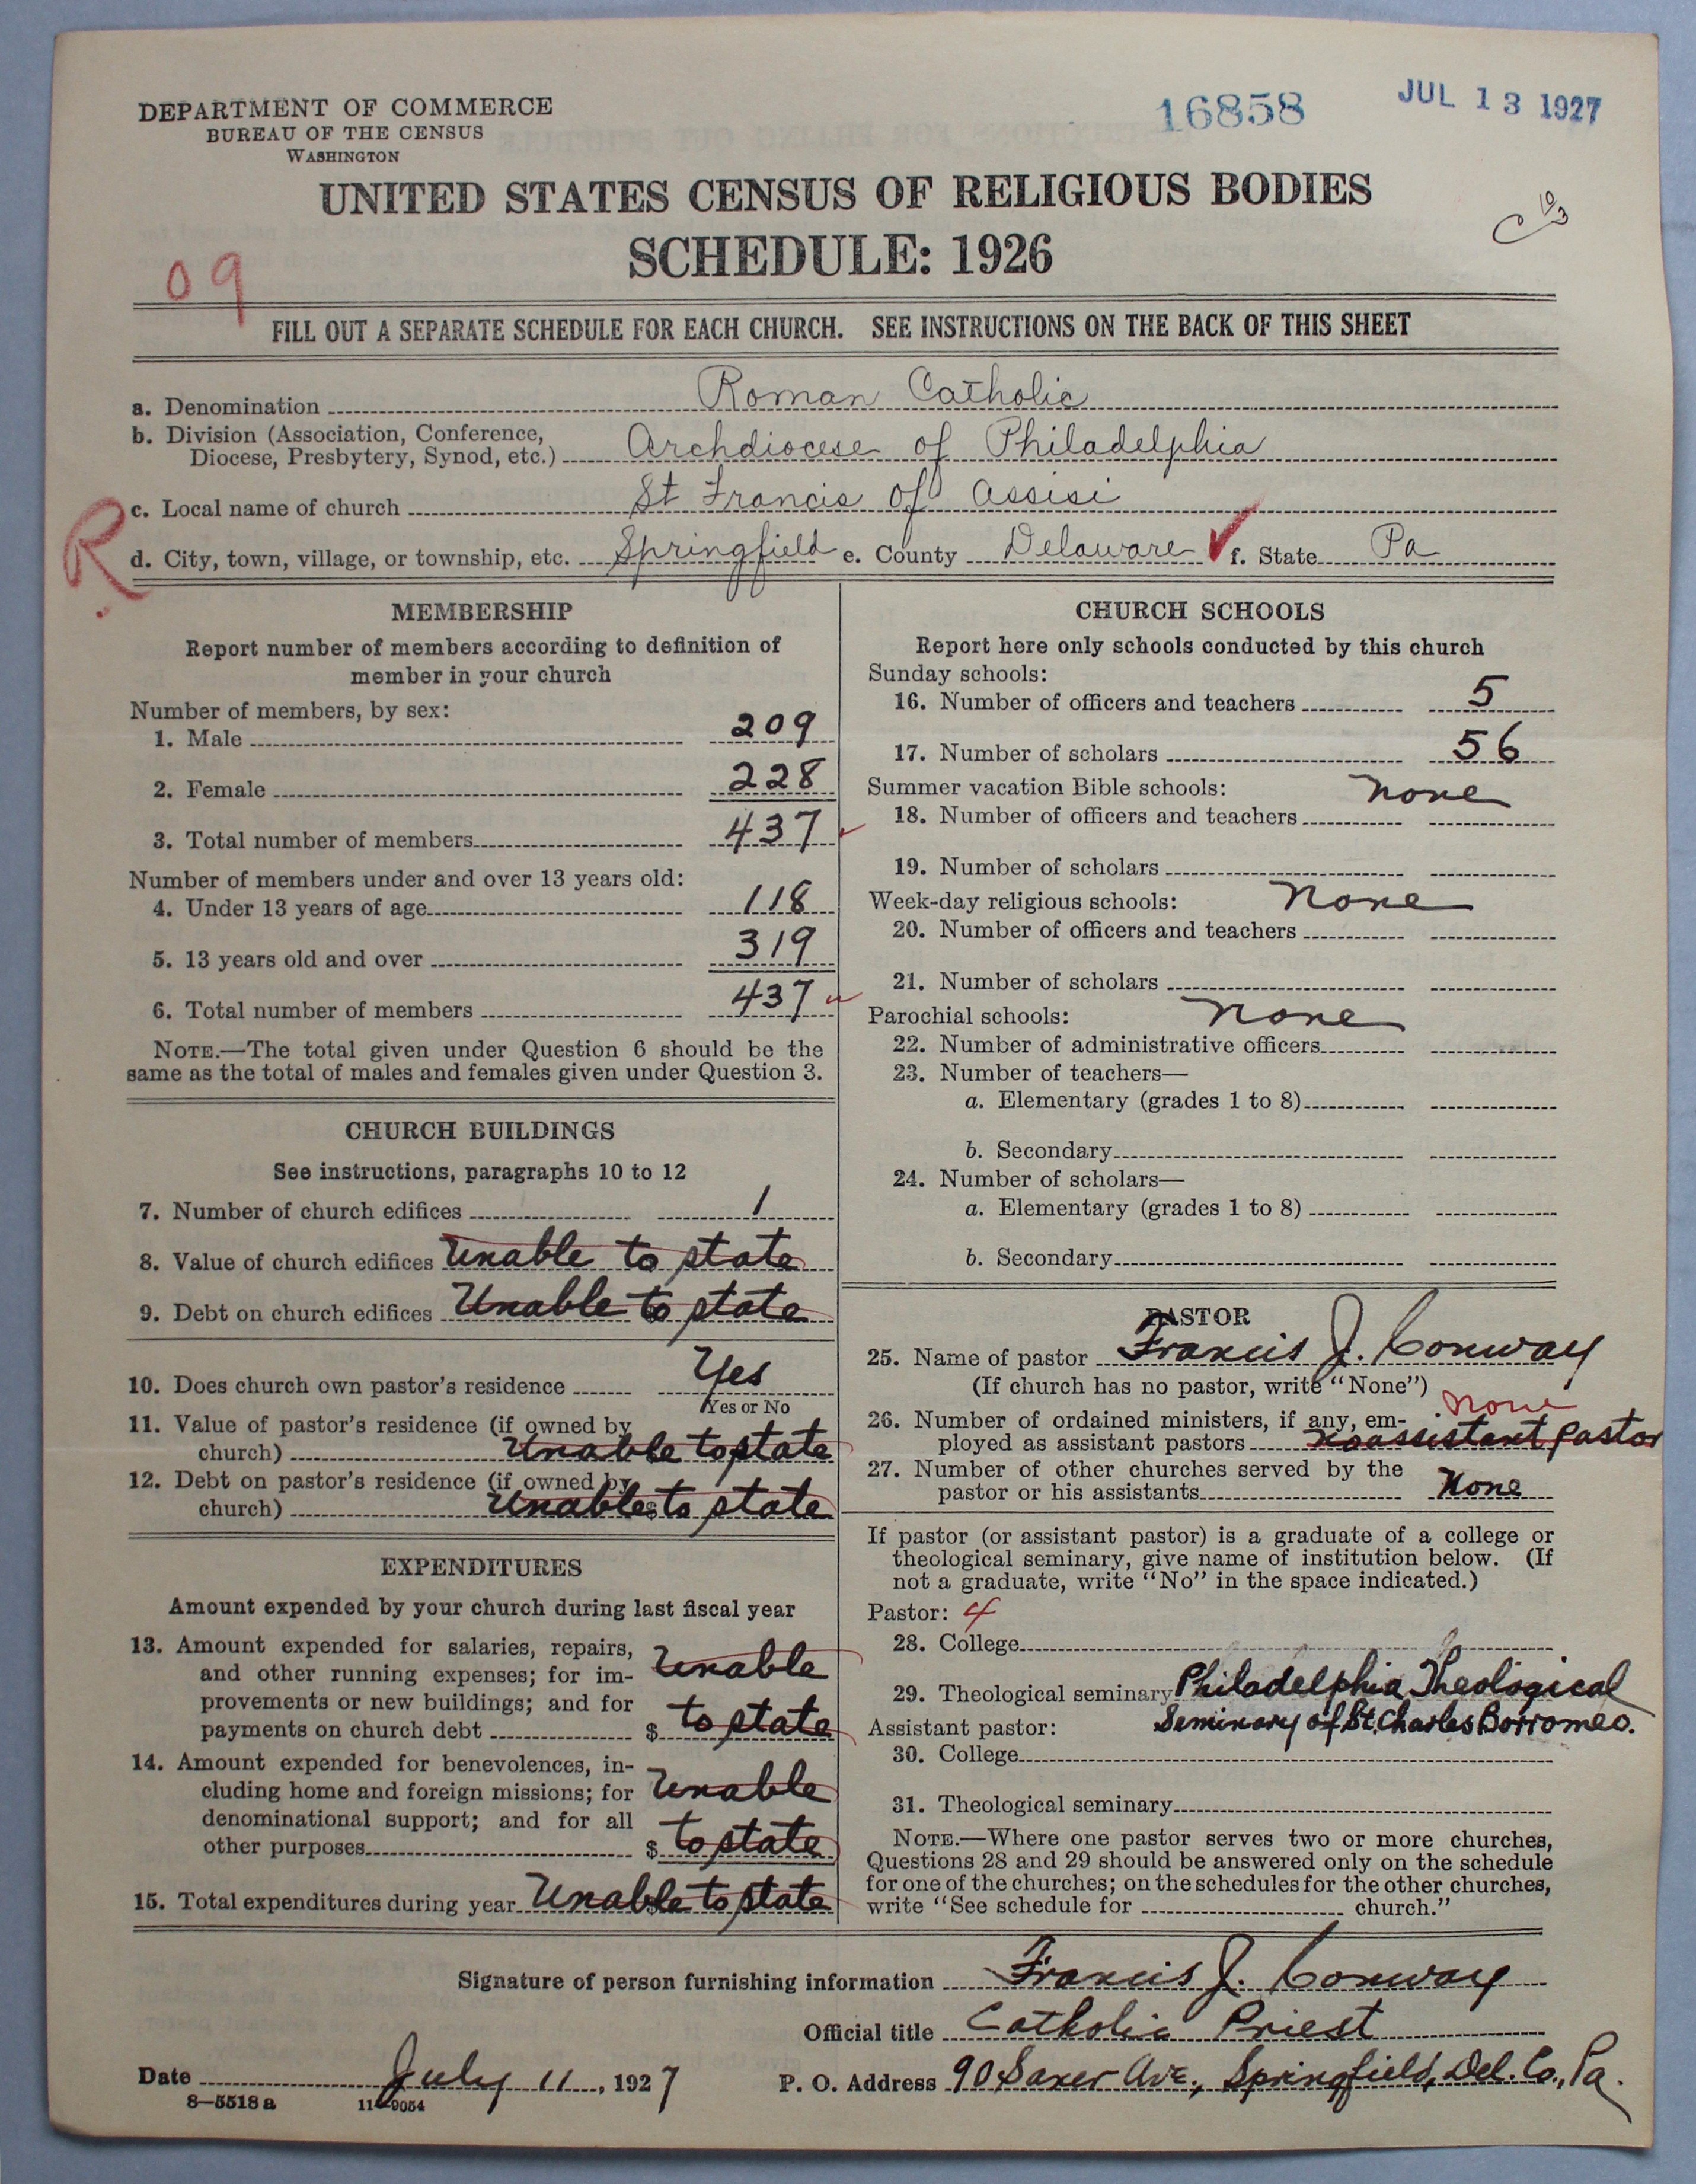 DEPARTMENT OF COMMERCE
BUREAU OF THE CENSUS
WASHINGTON
16858
JUL 13 1927
UNITED STATES CENSUS OF RELIGIOUS BODIES
SCHEDULE: 1926
09
FILL OUT A SEPARATE SCHEDULE FOR EACH CHURCH. SEE INSTRUCTIONS ON THE BACK OF THIS SHEET
a. Denomination Roman Catholic
b. Division (Association, Conference,
Diocese, Presbytery, Synod, etc.) Archdiocese of Philadelphia
c. Local name of church St Francis of Assisi
R
d. City, town, village, or township, etc. Springfield e. County Delaware f. State Pa
MEMBERSHIP
Report number of members according to definition of
member in your church
Number of members, by sex:
1. Male 209
2. Female 228
3. Total number of members 437
Number of members under and over 13 years old:
4. Under 13 years of age 118
5. 13 years old and over 319
6. Total number of members 437
NOTE.—The total given under Question 6 should be the
same as the total of males and females given under Question 3.
CHURCH BUILDINGS
See instructions, paragraphs 10 to 12
7. Number of church edifices 1
8. Value of church edifices Unable to state
9. Debt on church edifices Unable to state
10. Does church own pastor's residence Yes
Yes or No
11. Value of pastor's residence (if owned by
church) Unable to state
12. Debt on pastor's residence (if owned by
church) Unable $ to state
EXPENDITURES
Amount expended by your church during last fiscal year
13. Amount expended for salaries, repairs,
and other running expenses; for im- Unable
provements or new buildings; and for
payments on church debt $ to state
14. Amount expended for benevolences, in-
cluding home and foreign missions; for Unable
denominational support; and for all
other purposes $ to state
15. Total expenditures during year Unable $ to state
CHURCH SCHOOLS
Report here only schools conducted by this church
Sunday schools:
16. Number of officers and teachers 5
17. Number of scholars 56
Summer vacation Bible schools: None
18. Number of officers and teachers
19. Number of scholars
Week-day religious schools: None
20. Number of officers and teachers
21. Number of scholars
Parochial schools: None
22. Number of administrative officers
23. Number of teachers—
a. Elementary (grades 1 to 8)
b. Secondary
24. Number of scholars—
a. Elementary (grades 1 to 8)
b. Secondary
PASTOR
25. Name of pastor Francis J. Conway
(If church has no pastor, write "None")
None
26. Number of ordained ministers, if any, em-
ployed as assistant pastors no assistant pastor
27. Number of other churches served by the
pastor or his assistants None
If pastor (or assistant pastor) is a graduate of a college or
theological seminary, give name of institution below. (If
not a graduate, write "No" in the space indicated.)
Pastor: 4
28. College
29. Theological seminary Philadelphia Theological
Assistant pastor: Seminary of St. Charles Borromeo.
30. College
31. Theological seminary
NOTE.—Where one pastor serves two or more churches,
Questions 28 and 29 should be answered only on the schedule
for one of the churches; on the schedules for the other churches,
write "See schedule for church."
Signature of person furnishing information Francis J. Conway
Official title Catholic Priest
Date July 11, 1927
P. O. Address 90 Saxer Ave., Springfield, Del. Co., Pa.
8—5518 a
11—9054